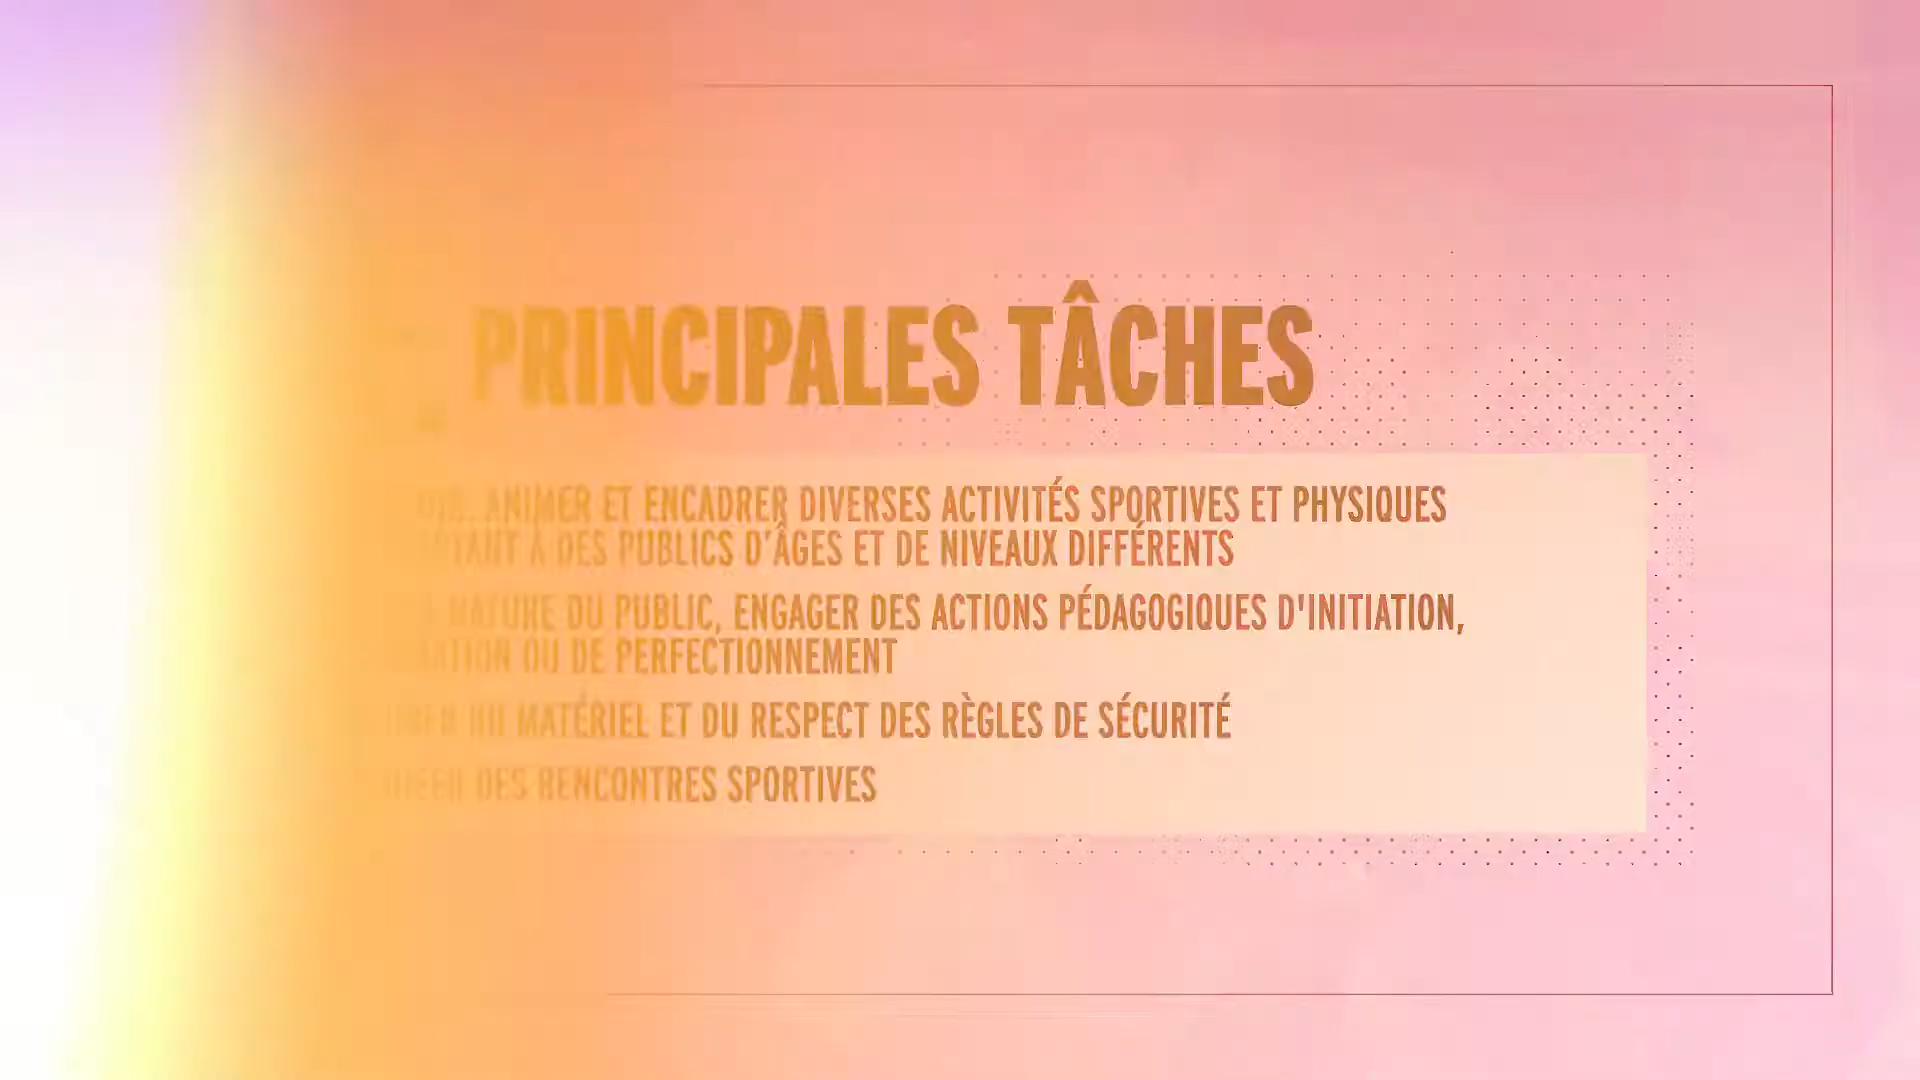 PRINCIPALES TÂCHES
ANIMER ET ENCADRER DIVERSES ACTIVITÉS SPORTIVES ET PHYSIQUES
À DES PUBLICS D'ÂGES ET DE NIVEAUX DIFFÉRENTS
NATURE DU PUBLIC, ENGAGER DES ACTIONS PÉDAGOGIQUES D'INITIATION,
OU DE PERFECTIONNEMENT
DU MATÉRIEL ET DU RESPECT DES RÈGLES DE SÉCURITÉ
DES RENCONTRES SPORTIVES